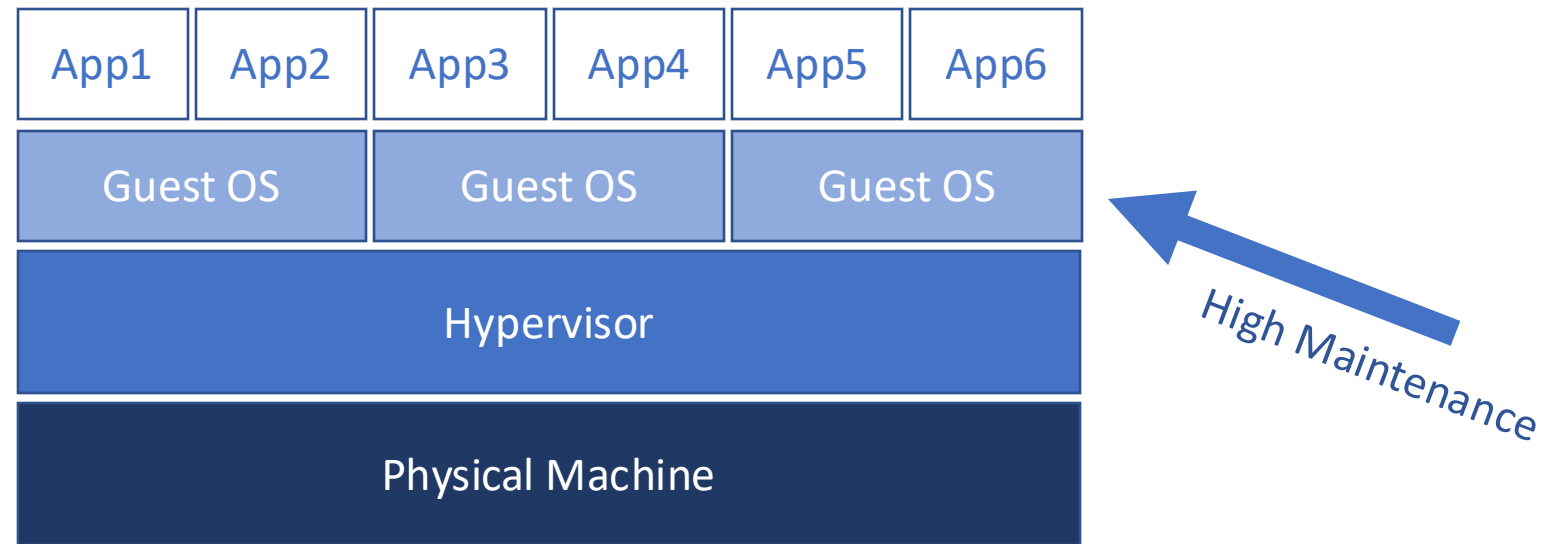 App1 App2 App3 App4 App5 App6
Guest OS Guest OS Guest OS
Hypervisor
High Maintenance
Physical Machine